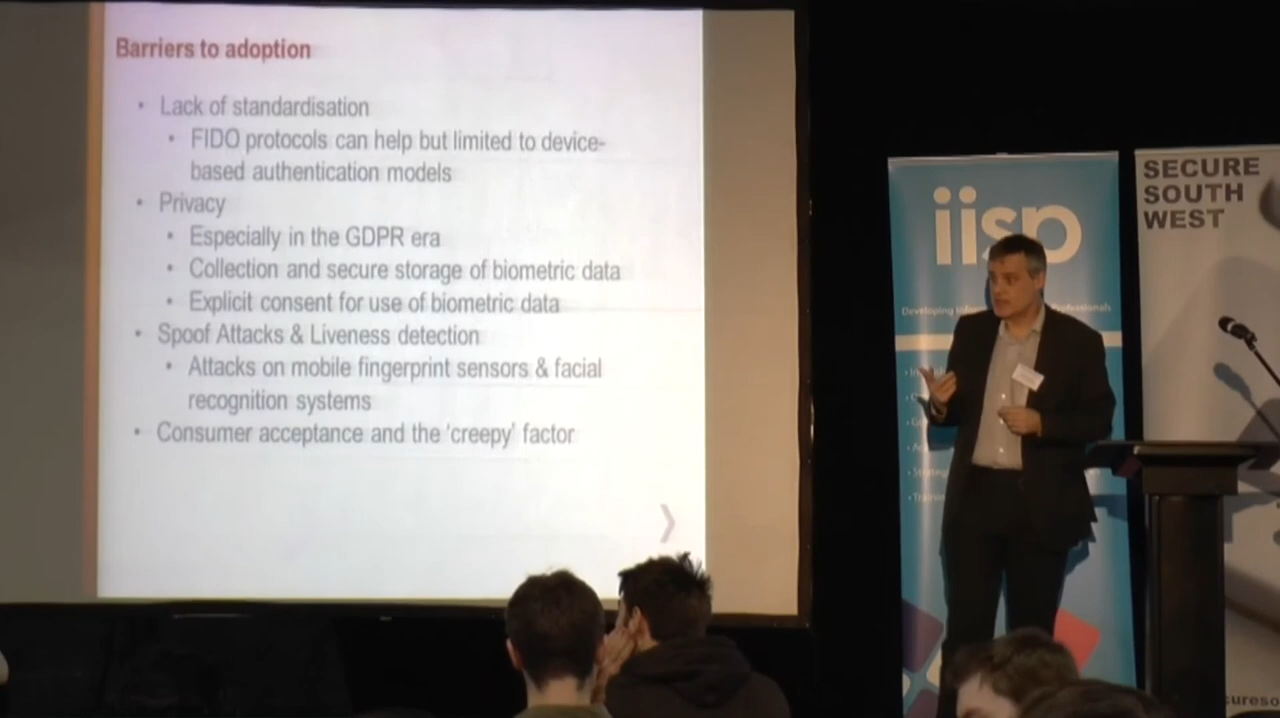 Barriers to adoption
• Lack of standardisation
• FIDO protocols can help but limited to device-
based authentication models
• Privacy
• Especially in the GDPR era
• Collection and secure storage of biometric data
• Explicit consent for use of biometric data
• Spoof Attacks & Liveness detection
• Attacks on mobile fingerprint sensors & facial
recognition systems
• Consumer acceptance and the 'creepy' factor
iisp
Developing
SECURE
SOUTH
WEST